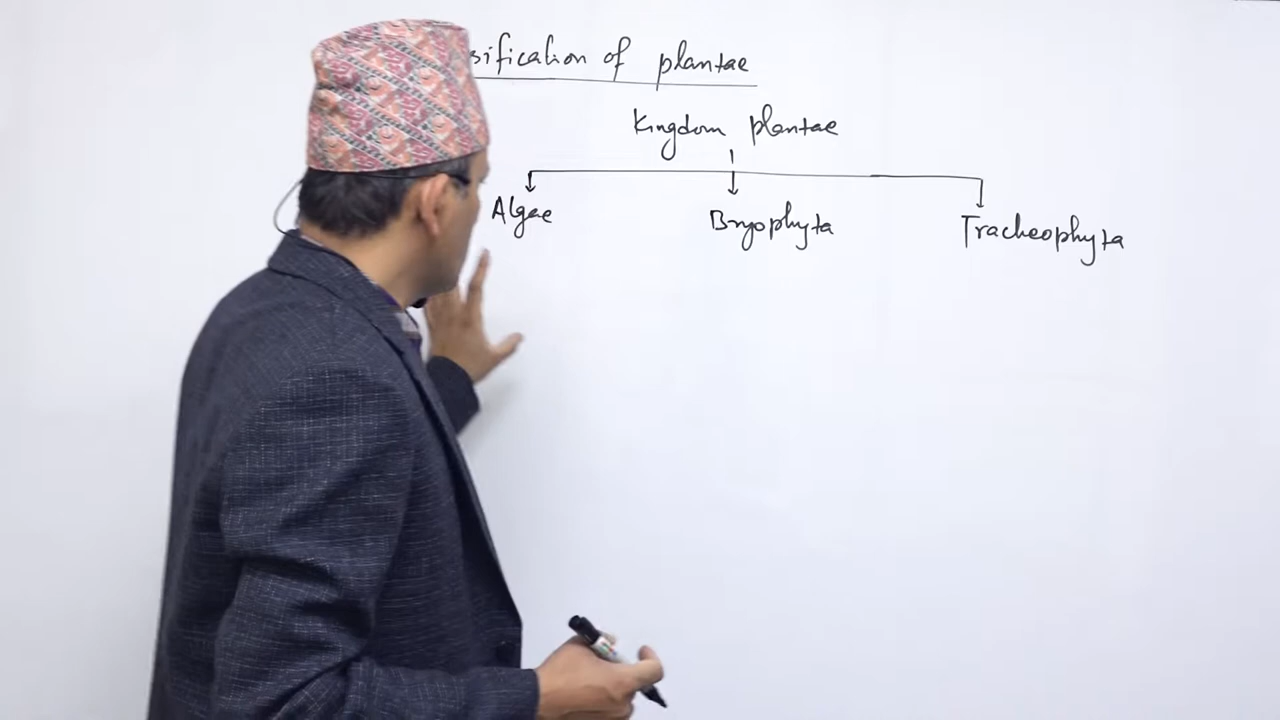 sification of plantae
Kingdom plantae
Algae Bryophyta Tracheophyta